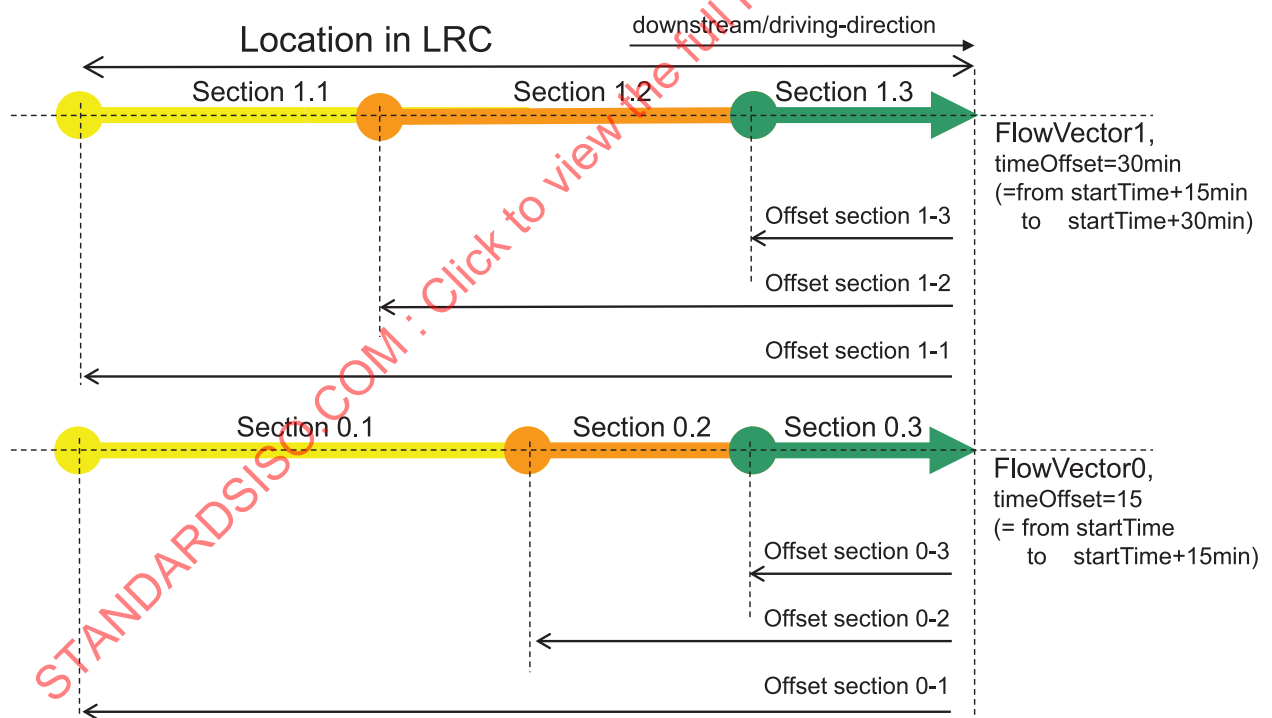 downstream/driving-direction
Location in LRC
Section 1.1
Section 1.2
Section 1.3
FlowVector1,
timeOffset=30min
(=from startTime+15min
to startTime+30min)
Offset section 1-3
Offset section 1-2
Offset section 1-1
Section 0.1
Section 0.2
Section 0.3
FlowVector0,
timeOffset=15
(= from startTime
to startTime+15min)
Offset section 0-3
Offset section 0-2
Offset section 0-1
STANDARDSISO.COM : Click to view the full